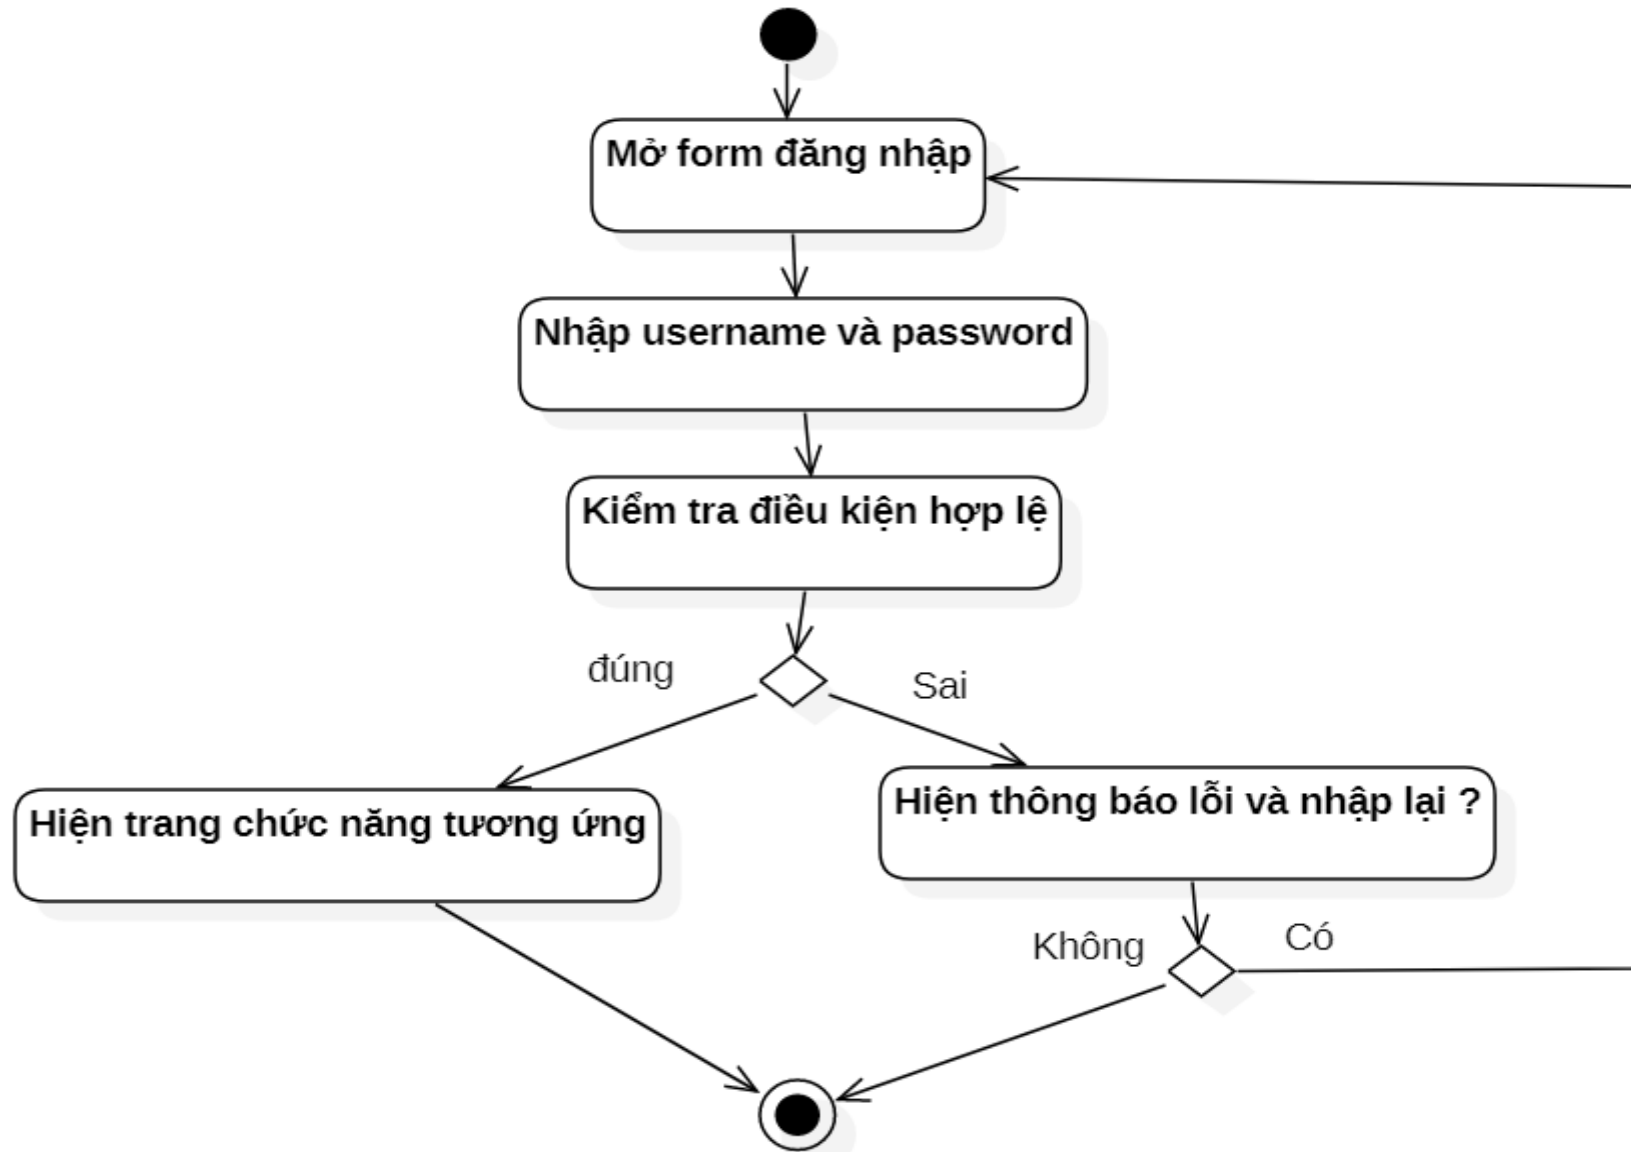 Mở form đăng nhập
Nhập username và password
Kiểm tra điều kiện hợp lệ
đúng
Sai
Hiện trang chức năng tương ứng
Hiện thông báo lỗi và nhập lại ?
Không
Có